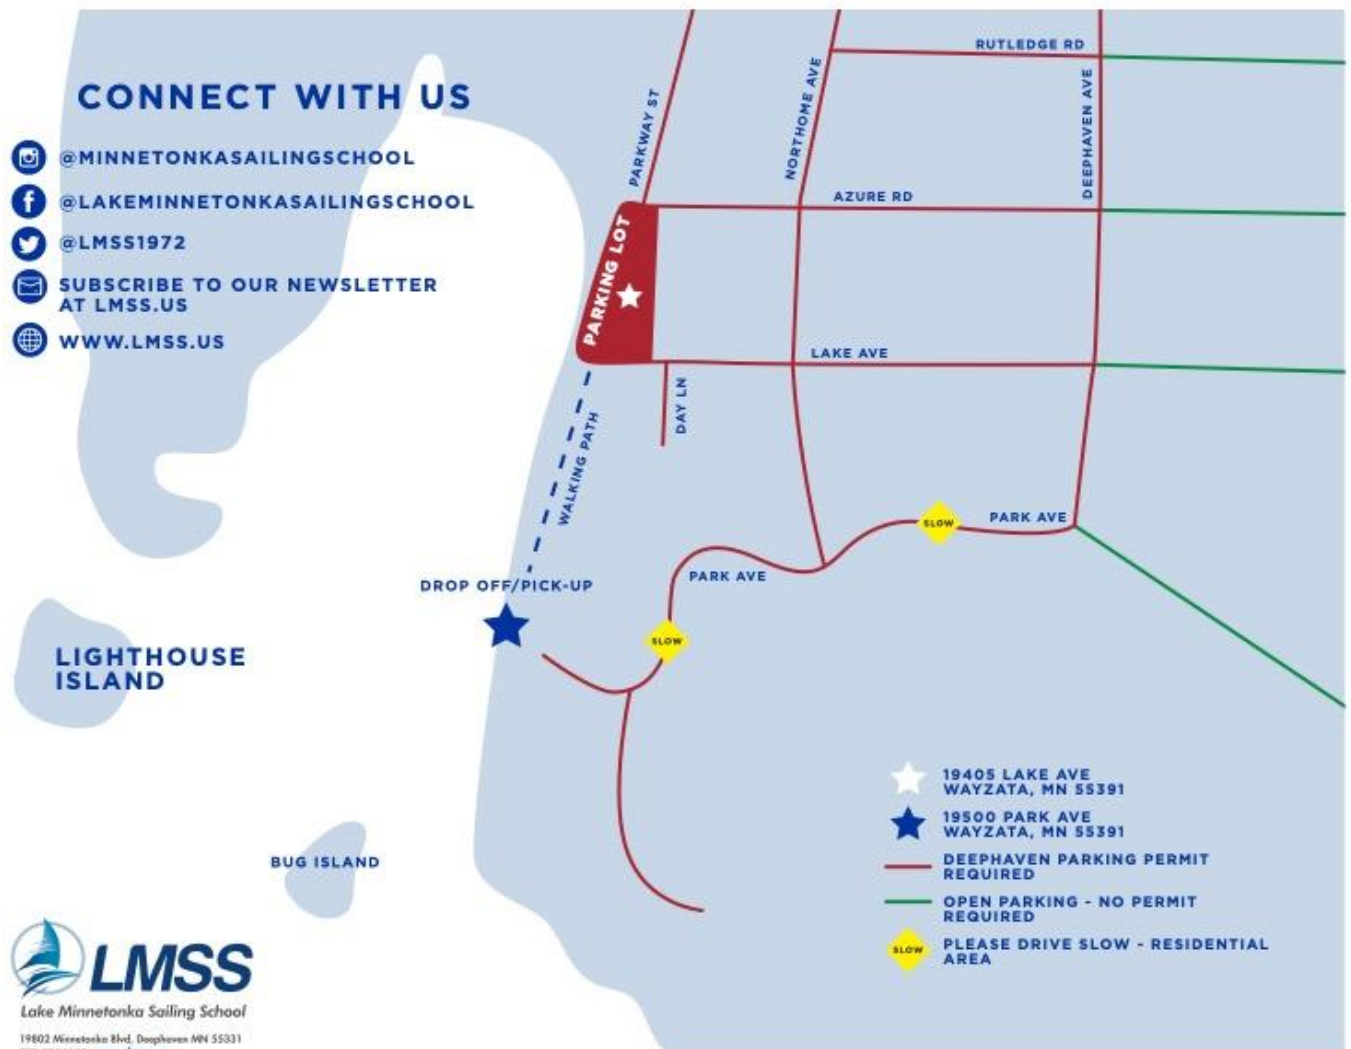 CONNECT WITH US
@MINNETONKASAILINGSCHOOL
@LAKEMINNETONKASAILINGSCHOOL
@LMSS1972
SUBSCRIBE TO OUR NEWSLETTER
AT LMSS.US
WWW.LMSS.US
RUTLEDGE RD
PARKWAY ST
NORTHOME AVE
DEEPHAVEN AVE
AZURE RD
PARKING LOT
LAKE AVE
DAY LN
WALKING PATH
SLOW
PARK AVE
DROP OFF/PICK-UP
PARK AVE
SLOW
LIGHTHOUSE
ISLAND
BUG ISLAND
19405 LAKE AVE
WAYZATA, MN 55391
19500 PARK AVE
WAYZATA, MN 55391
DEEPHAVEN PARKING PERMIT
REQUIRED
OPEN PARKING - NO PERMIT
REQUIRED
SLOW
PLEASE DRIVE SLOW - RESIDENTIAL
AREA
LMSS
Lake Minnetonka Sailing School
19802 Minnetonka Blvd, Deephaven MN 55331